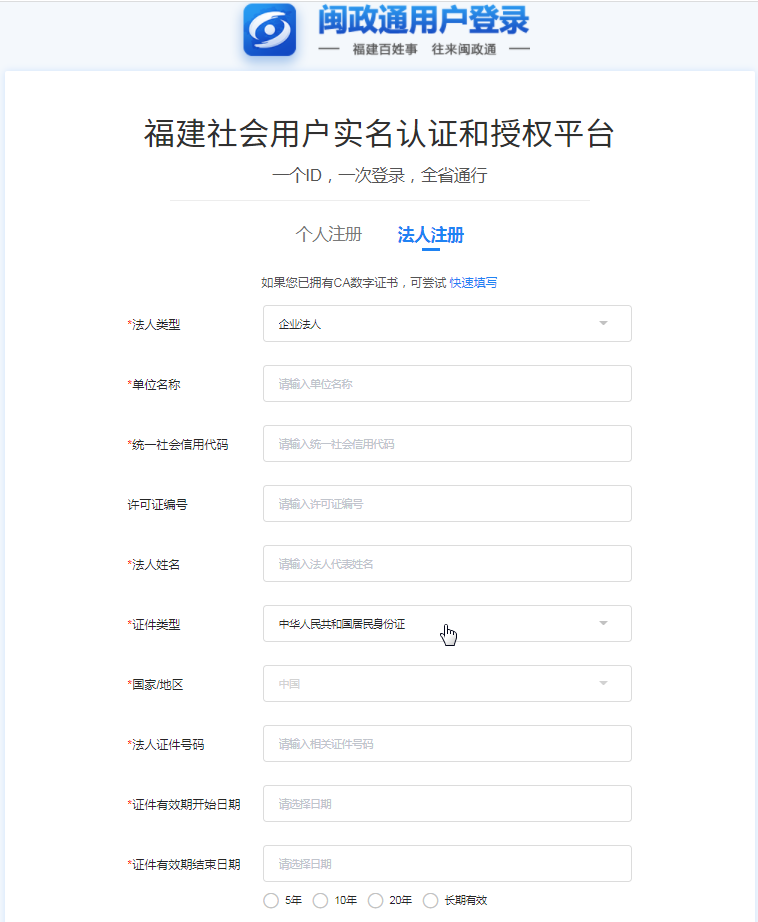 闽政通用户登录
福建百姓事 往来闽政通
福建社会用户实名认证和授权平台
一个ID，一次登录，全省通行
个人注册 法人注册
如果您已拥有CA数字证书，可尝试 快速填写
*法人类型 企业法人
*单位名称 请输入单位名称
*统一社会信用代码 请输入统一社会信用代码
许可证编号 请输入许可证编号
*法人姓名 请输入法人代表姓名
*证件类型 中华人民共和国居民身份证
*国家/地区 中国
*法人证件号码 请输入相关证件号码
*证件有效期开始日期 请选择日期
*证件有效期结束日期 请选择日期
5年 10年 20年 长期有效